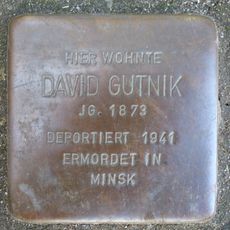 HIER WOHNTE
DAVID GUTNIK
JG. 1873
DEPORTIERT 1941
ERMORDET IN
MINSK